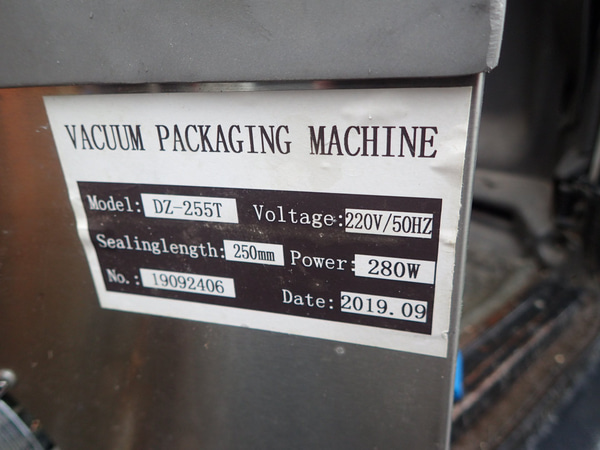 VACUUM PACKAGING MACHINE
Model: DZ-255T Voltage: 220V/50HZ
Sealinglength: 250mm Power: 280W
No.: 19092406 Date: 2019.09